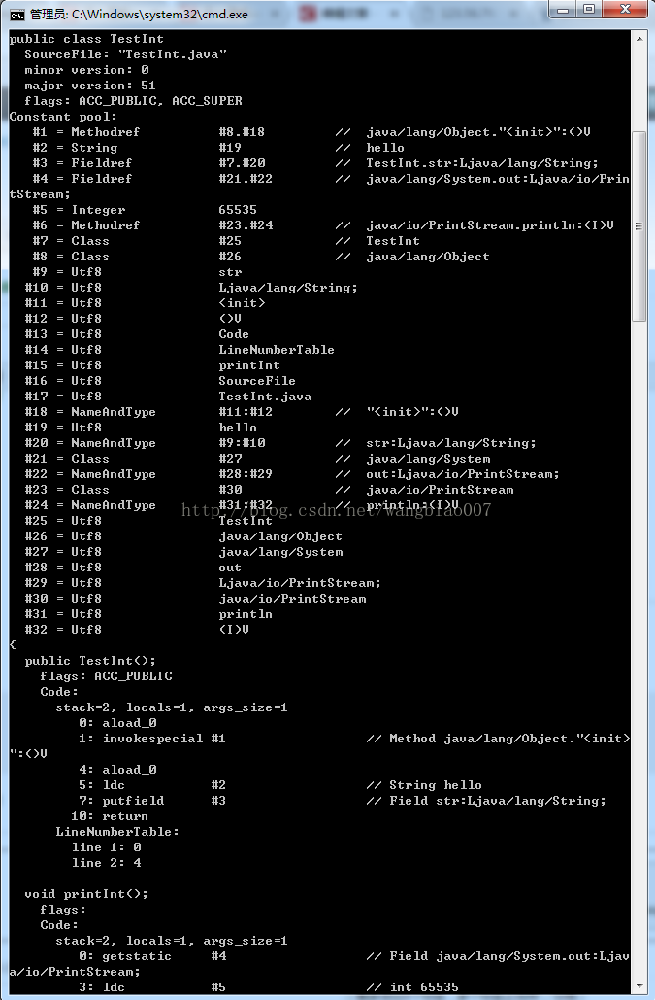 管理员: C:\Windows\system32\cmd.exe
public class TestInt
SourceFile: "TestInt.java"
minor version: 0
major version: 51
flags: ACC_PUBLIC, ACC_SUPER
Constant pool:
#1 = Methodref #8.#18 // java/lang/Object."<init>":()V
#2 = String #19 // hello
#3 = Fieldref #7.#20 // TestInt.str:Ljava/lang/String;
#4 = Fieldref #21.#22 // java/lang/System.out:Ljava/io/Prin
tStream;
#5 = Integer 65535
#6 = Methodref #23.#24 // java/io/PrintStream.println:(I)V
#7 = Class #25 // TestInt
#8 = Class #26 // java/lang/Object
#9 = Utf8 str
#10 = Utf8 Ljava/lang/String;
#11 = Utf8 <init>
#12 = Utf8 ()V
#13 = Utf8 Code
#14 = Utf8 LineNumberTable
#15 = Utf8 printInt
#16 = Utf8 SourceFile
#17 = Utf8 TestInt.java
#18 = NameAndType #11:#12 // "<init>":()V
#19 = Utf8 hello
#20 = NameAndType #9:#10 // str:Ljava/lang/String;
#21 = Class #27 // java/lang/System
#22 = NameAndType #28:#29 // out:Ljava/io/PrintStream;
#23 = Class #30 // java/io/PrintStream
#24 = NameAndType #31:#32 // println:(I)V
http://blog.csdn.net/wangbiao007
#25 = Utf8 TestInt
#26 = Utf8 java/lang/Object
#27 = Utf8 java/lang/System
#28 = Utf8 out
#29 = Utf8 Ljava/io/PrintStream;
#30 = Utf8 java/io/PrintStream
#31 = Utf8 println
#32 = Utf8 (I)V
{
public TestInt();
flags: ACC_PUBLIC
Code:
stack=2, locals=1, args_size=1
0: aload_0
1: invokespecial #1 // Method java/lang/Object."<init>
":()V
4: aload_0
5: ldc #2 // String hello
7: putfield #3 // Field str:Ljava/lang/String;
10: return
LineNumberTable:
line 1: 0
line 2: 4
void printInt();
flags:
Code:
stack=2, locals=1, args_size=1
0: getstatic #4 // Field java/lang/System.out:Ljav
a/io/PrintStream;
3: ldc #5 // int 65535